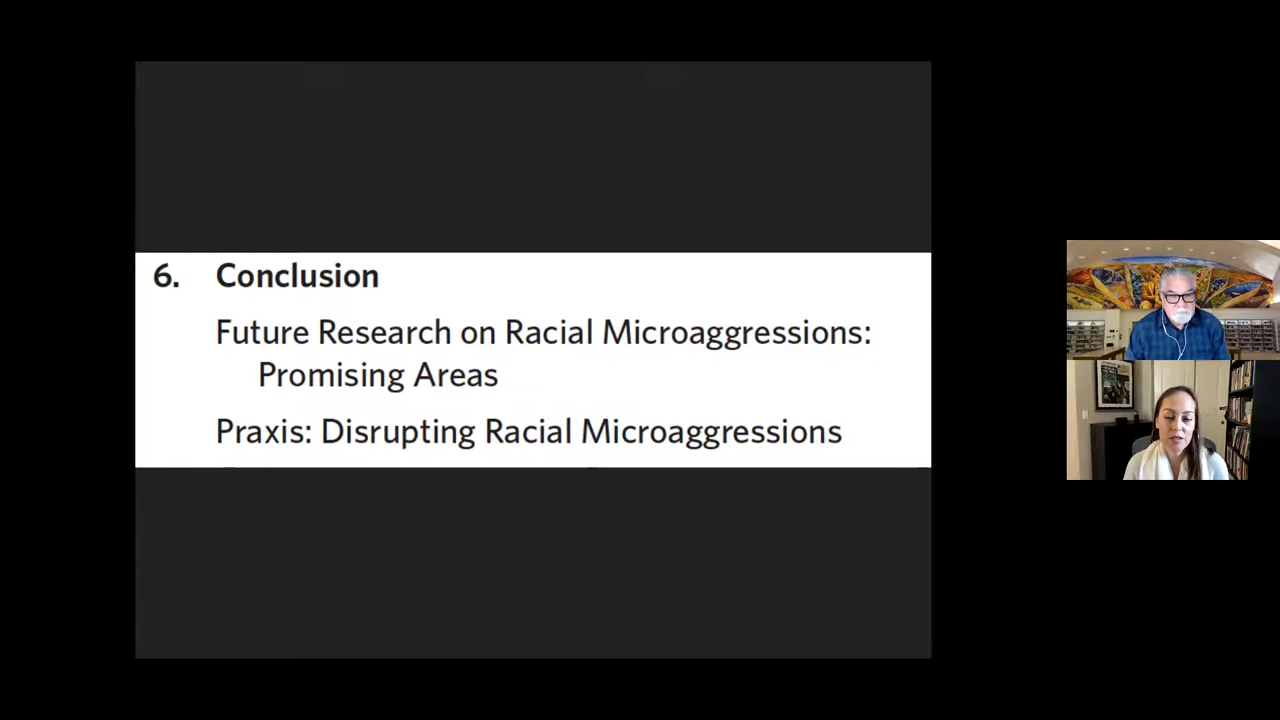 6. Conclusion
Future Research on Racial Microaggressions:
Promising Areas
Praxis: Disrupting Racial Microaggressions